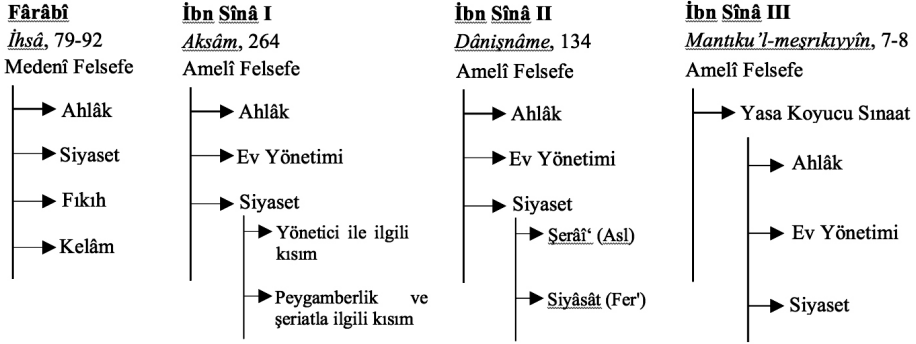 Fârâbî
İhsâ, 79-92
Medenî Felsefe
Ahlâk
Siyaset
Fıkıh
Kelâm
İbn Sînâ I
Aksâm, 264
Amelî Felsefe
Ahlâk
Ev Yönetimi
Siyaset
Yönetici ile ilgili
kısım
Peygamberlik ve
şeriatla ilgili kısım
İbn Sînâ II
Dânişnâme, 134
Amelî Felsefe
Ahlâk
Ev Yönetimi
Siyaset
Şerâi‘ (Asl)
Siyâsât (Fer')
İbn Sînâ III
Mantıku’l-meşrıkıyyîn, 7-8
Amelî Felsefe
Yasa Koyucu Sınaat
Ahlâk
Ev Yönetimi
Siyaset